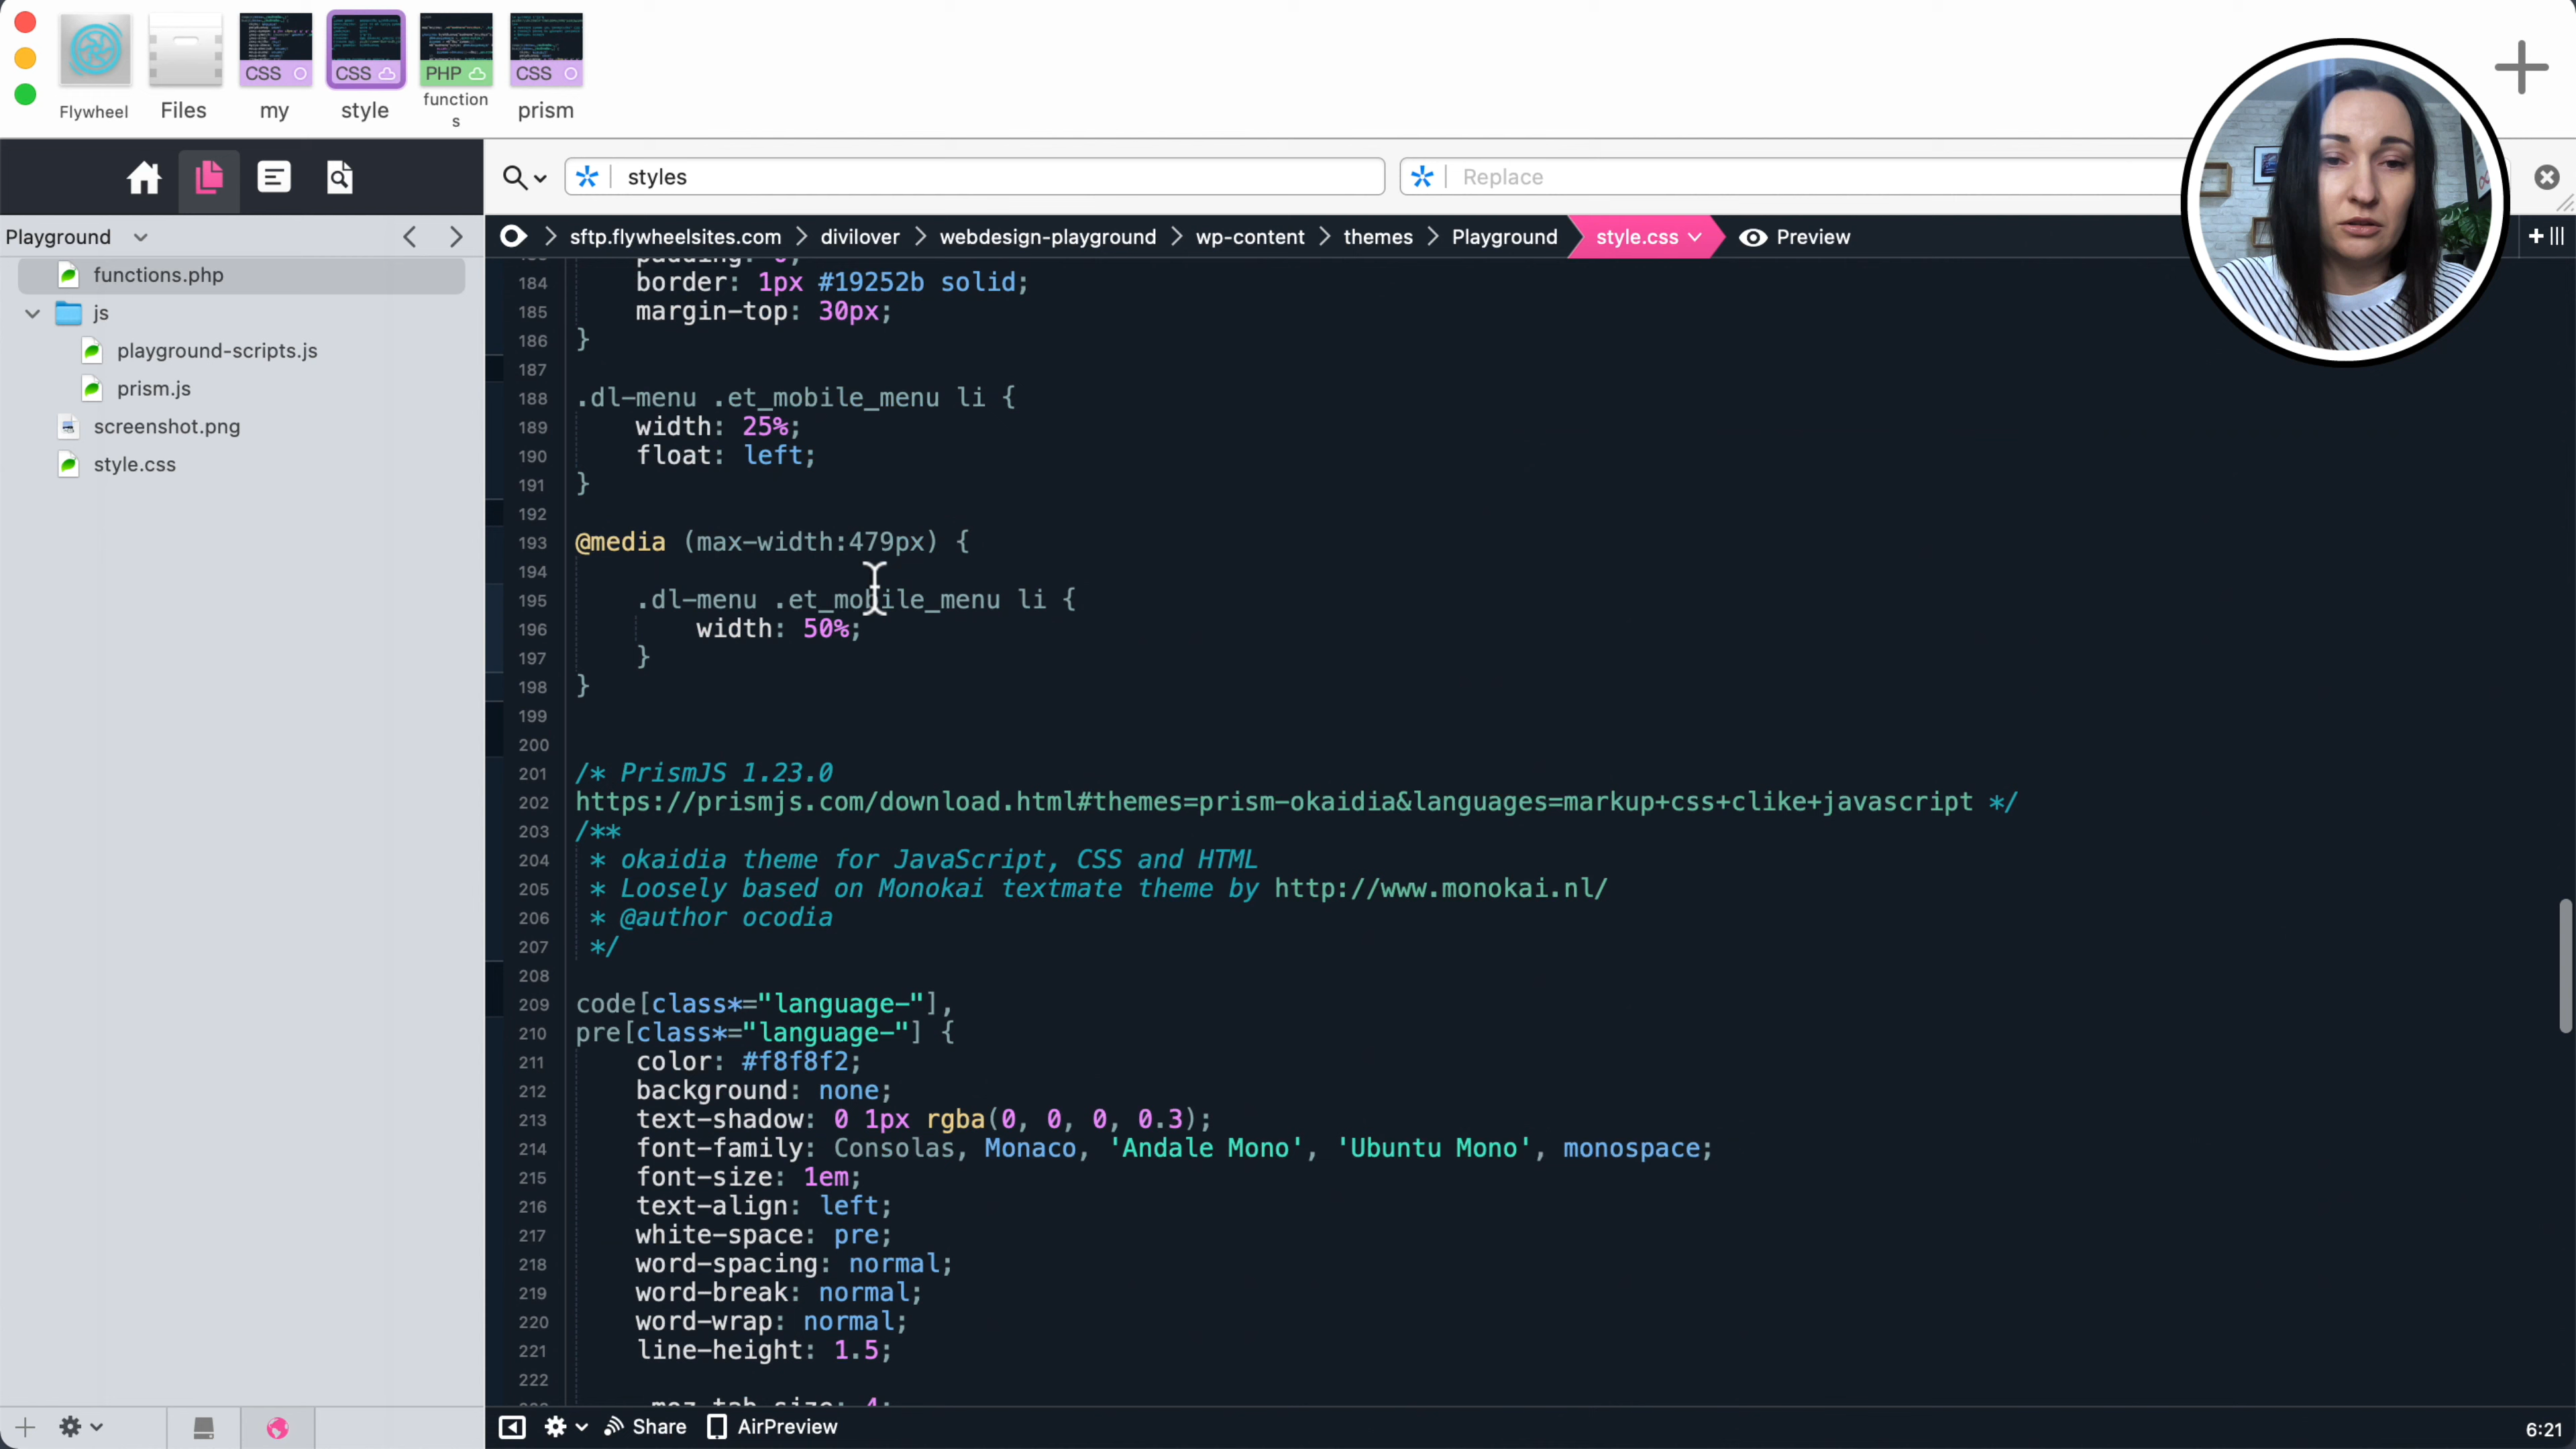 CSS
CSS
PHP
CSS
Flywheel
Files
my
style
function
s
prism
styles
Replace
Playground
sftp.flywheelsites.com
divilover
webdesign-playground
wp-content
themes
Playground
style.css
Preview
functions.php
js
playground-scripts.js
prism.js
screenshot.png
style.css
184 border: 1px #19252b solid;
185 margin-top: 30px;
186 }
187
188 .dl-menu .et_mobile_menu li {
189 width: 25%;
190 float: left;
191 }
192
193 @media (max-width:479px) {
194
195 .dl-menu .et_mobile_menu li {
196 width: 50%;
197 }
198 }
199
200
201 /* PrismJS 1.23.0
202 https://prismjs.com/download.html#themes=prism-okaidia&languages=markup+css+clike+javascript */
203 /**
204 * okaidia theme for JavaScript, CSS and HTML
205 * Loosely based on Monokai textmate theme by http://www.monokai.nl/
206 * @author ocodia
207 */
208
209 code[class*="language-"],
210 pre[class*="language-"] {
211 color: #f8f8f2;
212 background: none;
213 text-shadow: 0 1px rgba(0, 0, 0, 0.3);
214 font-family: Consolas, Monaco, 'Andale Mono', 'Ubuntu Mono', monospace;
215 font-size: 1em;
216 text-align: left;
217 white-space: pre;
218 word-spacing: normal;
219 word-break: normal;
220 word-wrap: normal;
221 line-height: 1.5;
222
Share
AirPreview
6:21